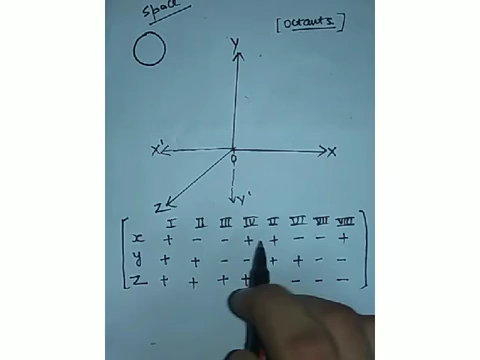 Space
[Octants]
Y
X' X
O
Z Y'
I II III IV V VI VII VIII
x + - - + + - - +
y + + - - + + - -
Z + + + + - - -